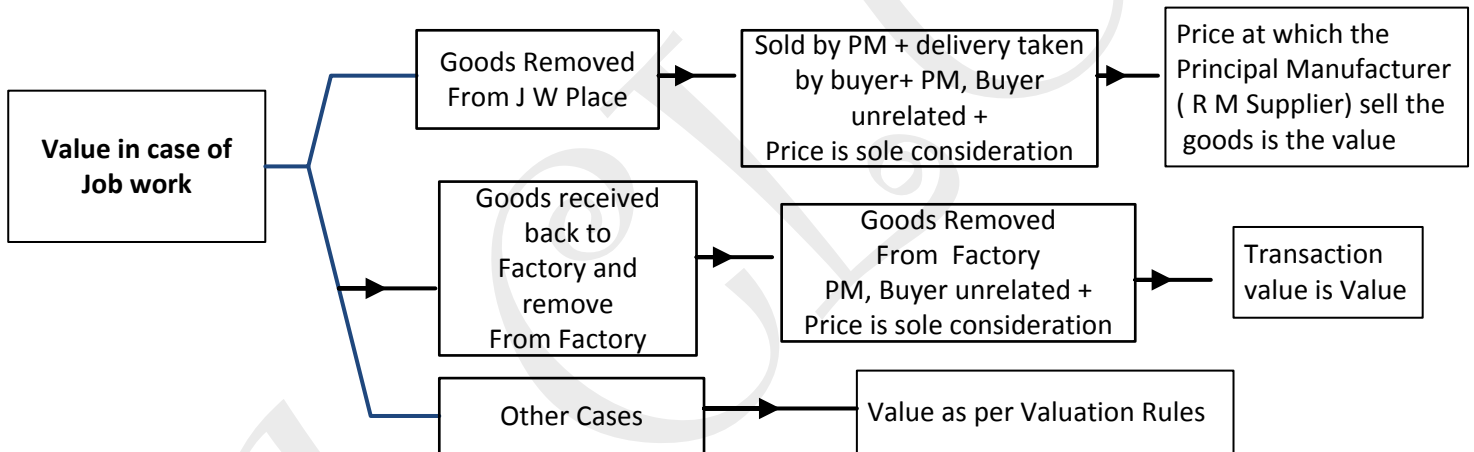 Value in case of
Job work
Goods Removed
From J W Place
Sold by PM + delivery taken
by buyer+ PM, Buyer
unrelated +
Price is sole consideration
Price at which the
Principal Manufacturer
( R M Supplier) sell the
goods is the value
Goods received
back to
Factory and
remove
From Factory
Goods Removed
From Factory
PM, Buyer unrelated +
Price is sole consideration
Transaction
value is Value
Other Cases
Value as per Valuation Rules